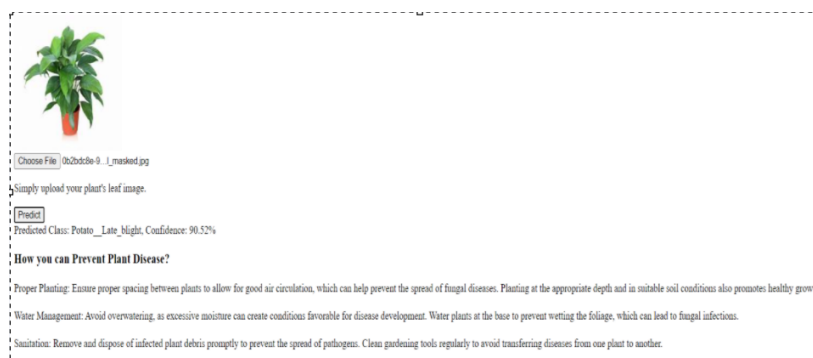 Choose File 0b2bdc8e-9...l_masked.jpg
Simply upload your plant's leaf image.
Predict
Predicted Class: Potato__Late_blight, Confidence: 90.52%
How you can Prevent Plant Disease?
Proper Planting: Ensure proper spacing between plants to allow for good air circulation, which can help prevent the spread of fungal diseases. Planting at the appropriate depth and in suitable soil conditions also promotes healthy grow
Water Management: Avoid overwatering, as excessive moisture can create conditions favorable for disease development. Water plants at the base to prevent wetting the foliage, which can lead to fungal infections.
Sanitation: Remove and dispose of infected plant debris promptly to prevent the spread of pathogens. Clean gardening tools regularly to avoid transferring diseases from one plant to another.